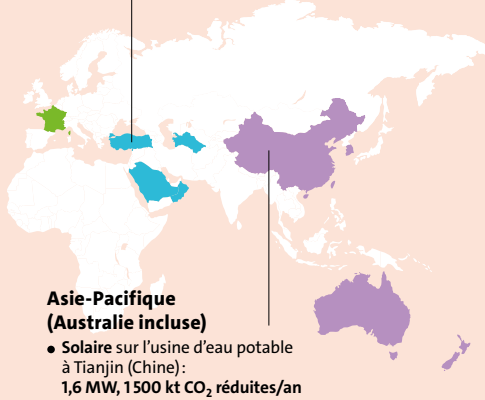 Asie-Pacifique
(Australie incluse)
● Solaire sur l’usine d’eau potable
à Tianjin (Chine) :
1,6 MW, 1 500 kt CO₂ réduites/an